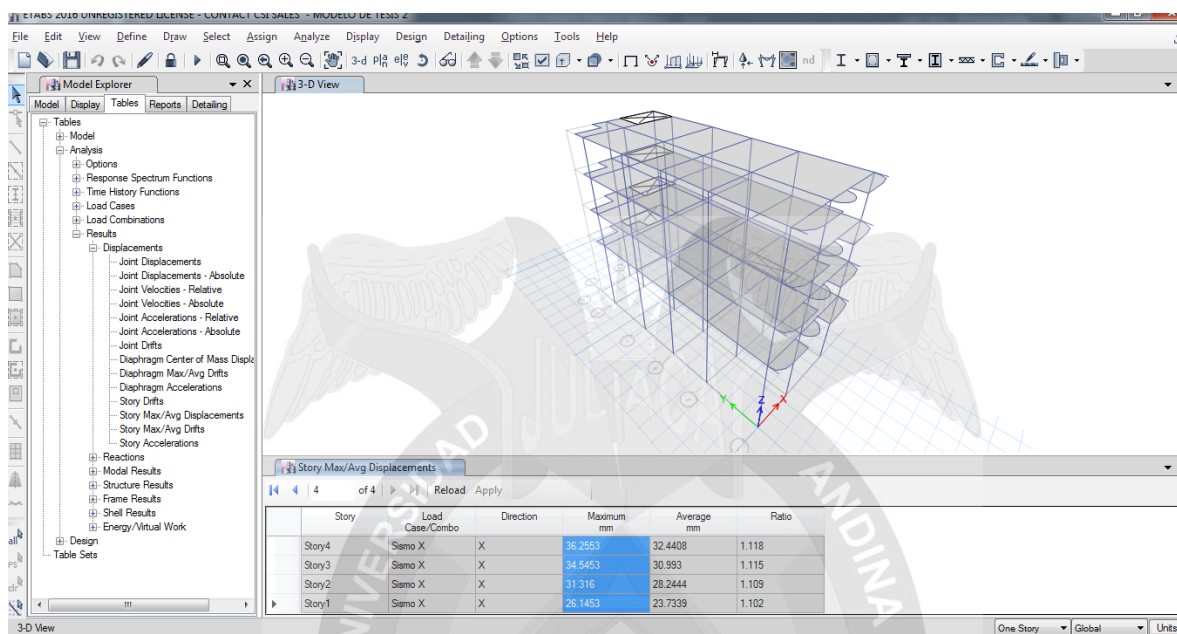 ETABS 2016 UNREGISTERED LICENSE - CONTACT CSI SALES - MODELO DE TESIS 2
File Edit View Define Draw Select Assign Analyze Display Design Detailing Options Tools Help
3-d nd
Model Explorer
Model Display Tables Reports Detailing
Tables
Model
Analysis
Options
Response Spectrum Functions
Time History Functions
Load Cases
Load Combinations
Results
Displacements
Joint Displacements
Joint Displacements - Absolute
Joint Velocities - Relative
Joint Velocities - Absolute
Joint Accelerations - Relative
Joint Accelerations - Absolute
Joint Drifts
Diaphragm Center of Mass Displa
Diaphragm Max/Avg Drifts
Diaphragm Accelerations
Story Drifts
Story Max/Avg Displacements
Story Max/Avg Drifts
Story Accelerations
Reactions
Modal Results
Structure Results
Frame Results
Shell Results
Energy/Virtual Work
Design
Table Sets
all
clr
3-D View
Y Z X
UNIVERSIDAD ANDINA
Story Max/Avg Displacements
4 of 4 Reload Apply
Story Load Case/Combo Direction Maximum mm Average mm Ratio
Story4 Sismo X X 36.2553 32.4408 1.118
Story3 Sismo X X 34.5453 30.993 1.115
Story2 Sismo X X 31.316 28.2444 1.109
Story1 Sismo X X 26.1453 23.7339 1.102
3-D View One Story Global Units